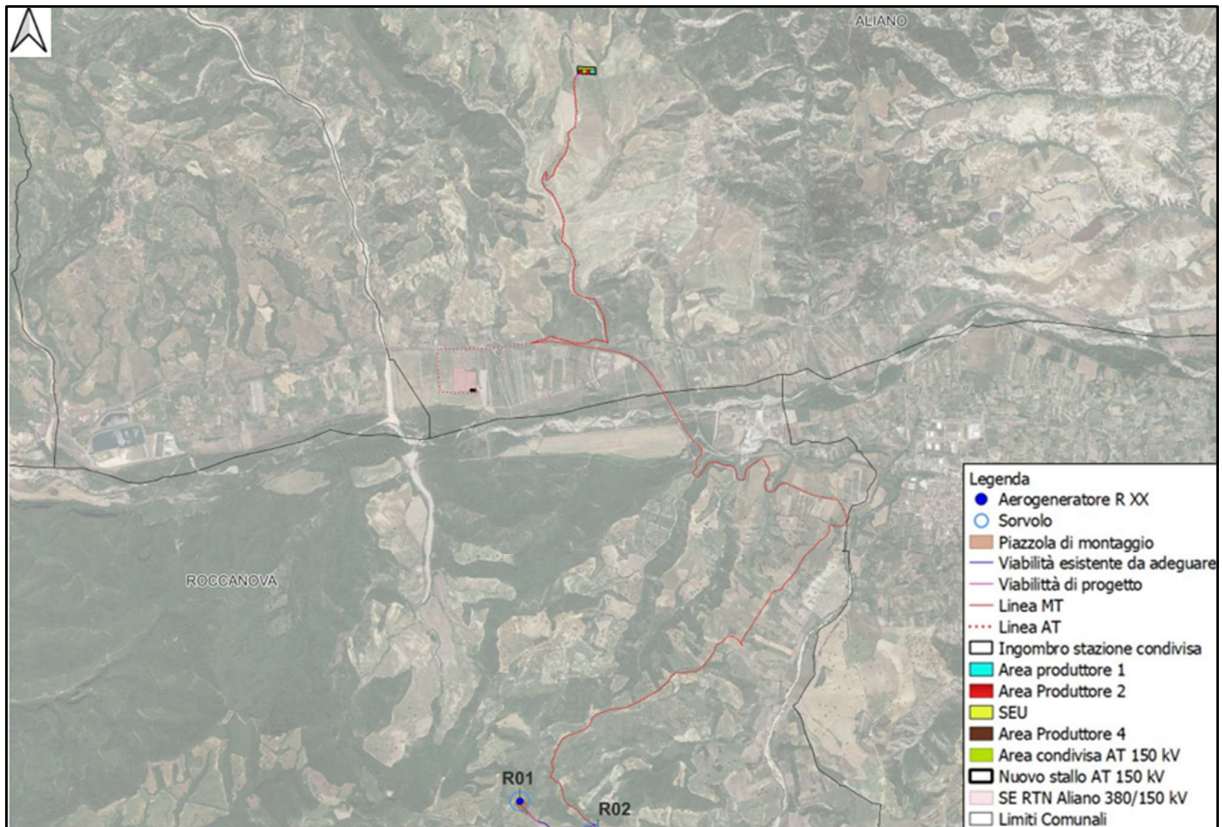 ALIANO
ROCCANOVA
R01
R02
Legenda
Aerogeneratore R XX
Sorvolo
Piazzola di montaggio
Viabilità esistente da adeguare
Viabilittà di progetto
Linea MT
Linea AT
Ingombro stazione condivisa
Area produttore 1
Area Produttore 2
SEU
Area Produttore 4
Area condivisa AT 150 kV
Nuovo stallo AT 150 kV
SE RTN Aliano 380/150 kV
Limiti Comunali